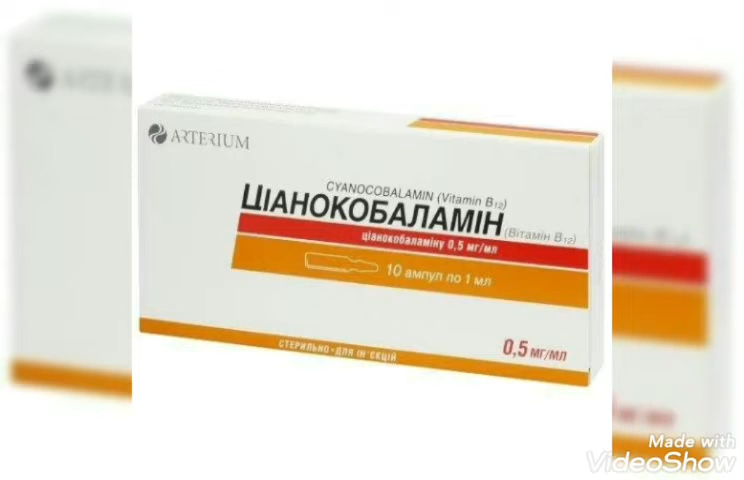 ARTERIUM
CYANOCOBALAMIN (Vitamin B12)
ЦІАНОКОБАЛАМІН
(Вітамін B12)
ціанокобаламіну 0,5 мг/мл
10 ампул по 1 мл
0,5 мг/мл
СТЕРИЛЬНО - ДЛЯ ІН'ЄКЦІЙ
Made with
VideoShow